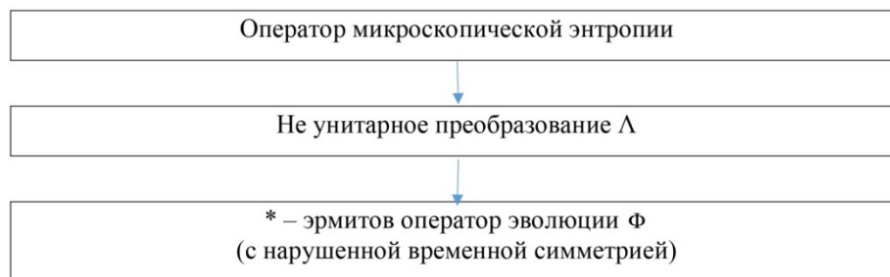 Оператор микроскопической энтропии
Не унитарное преобразование Λ
* – эрмитов оператор эволюции Φ
(с нарушенной временной симметрией)